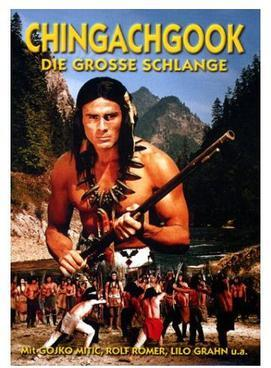 CHINGACHGOOK
DIE GROSSE SCHLANGE
Mit GOJKO MITIC, ROLF RÖMER, LILO GRAHN u.a.